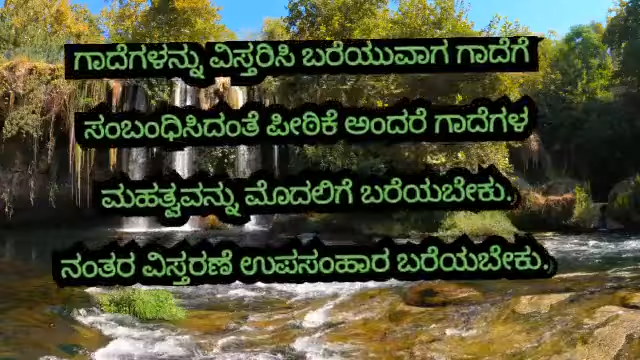 ಗಾದೆಗಳನ್ನು ವಿಸ್ತರಿಸಿ ಬರೆಯುವಾಗ ಗಾದೆಗೆ
ಸಂಬಂಧಿಸಿದಂತೆ ಪೀಠಿಕೆ ಅಂದರೆ ಗಾದೆಗಳ
ಮಹತ್ವವನ್ನು ಮೊದಲಿಗೆ ಬರೆಯಬೇಕು.
ನಂತರ ವಿಸ್ತರಣೆ ಉಪಸಂಹಾರ ಬರೆಯಬೇಕು.